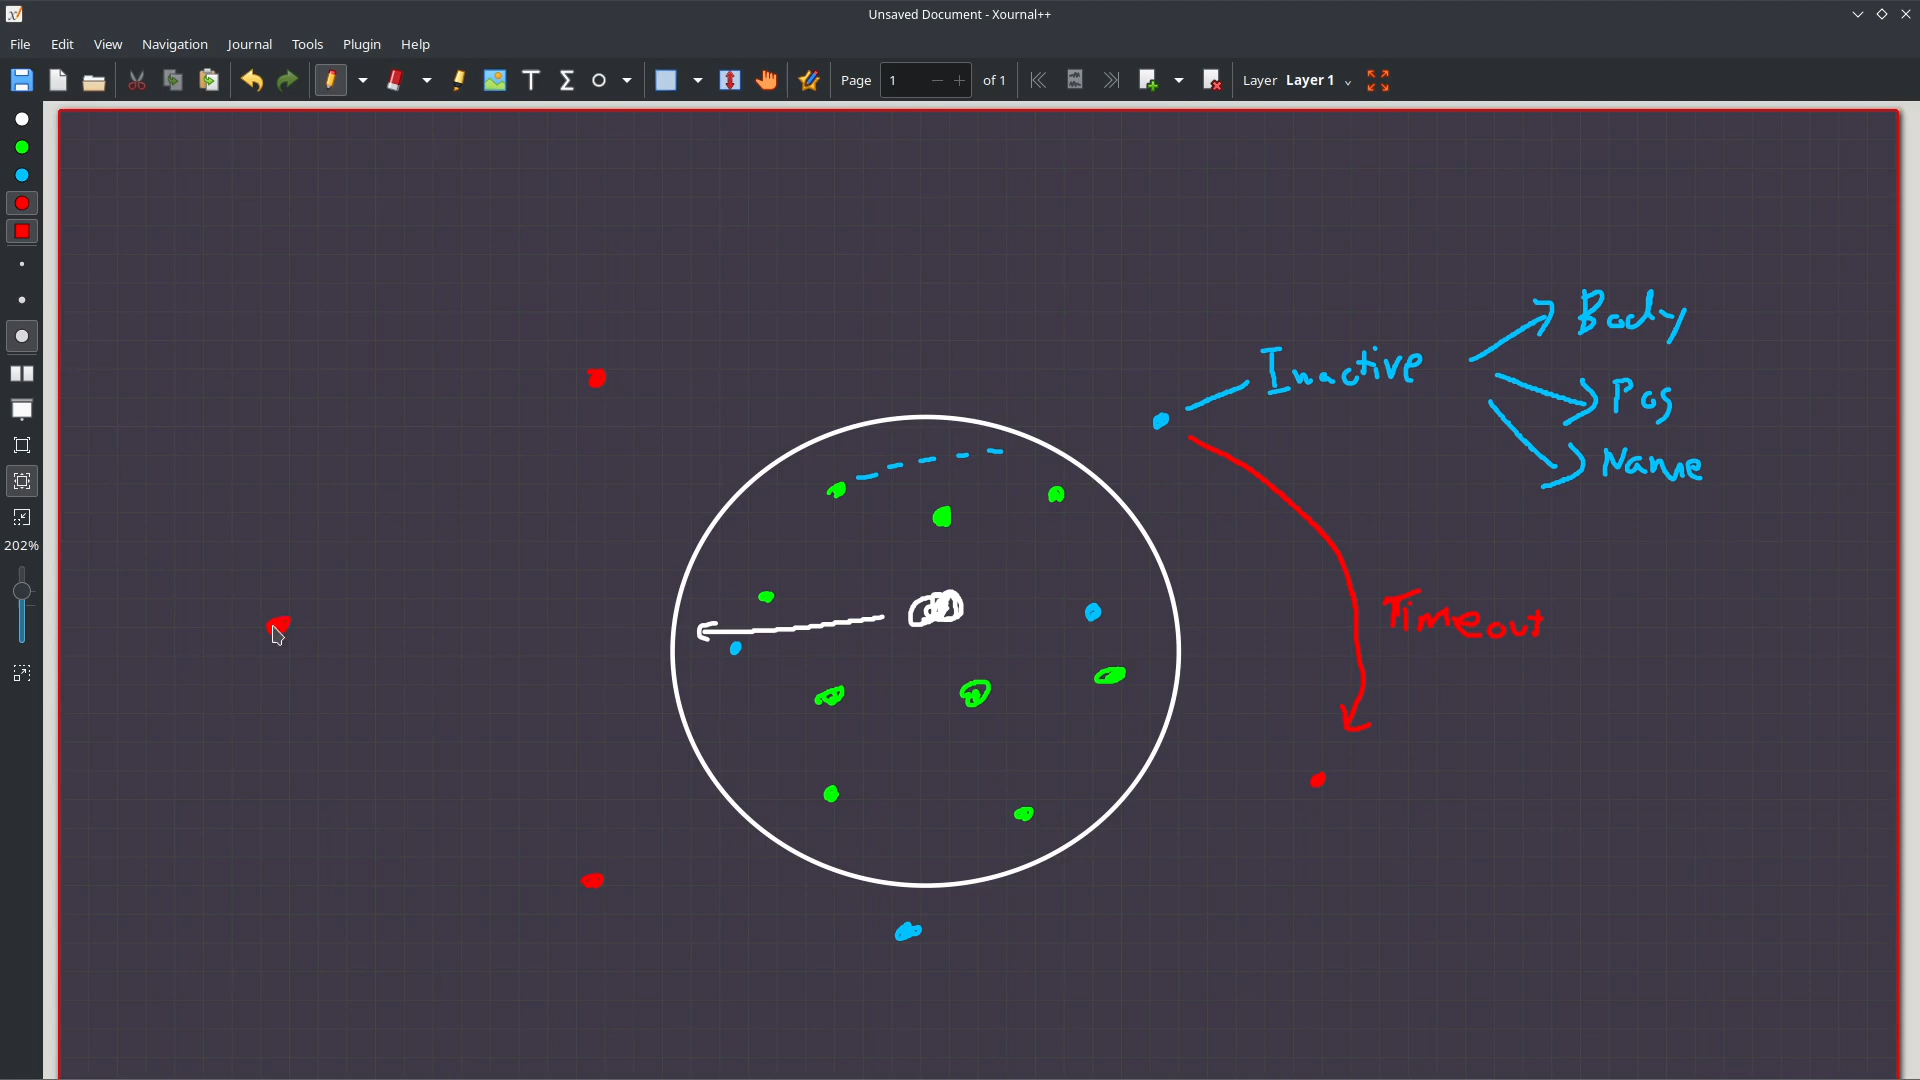 Unsaved Document - Xournal++
File Edit View Navigation Journal Tools Plugin Help
Page 1 of 1 Layer Layer 1
Body
Inactive
Pos
Name
202%
Timeout